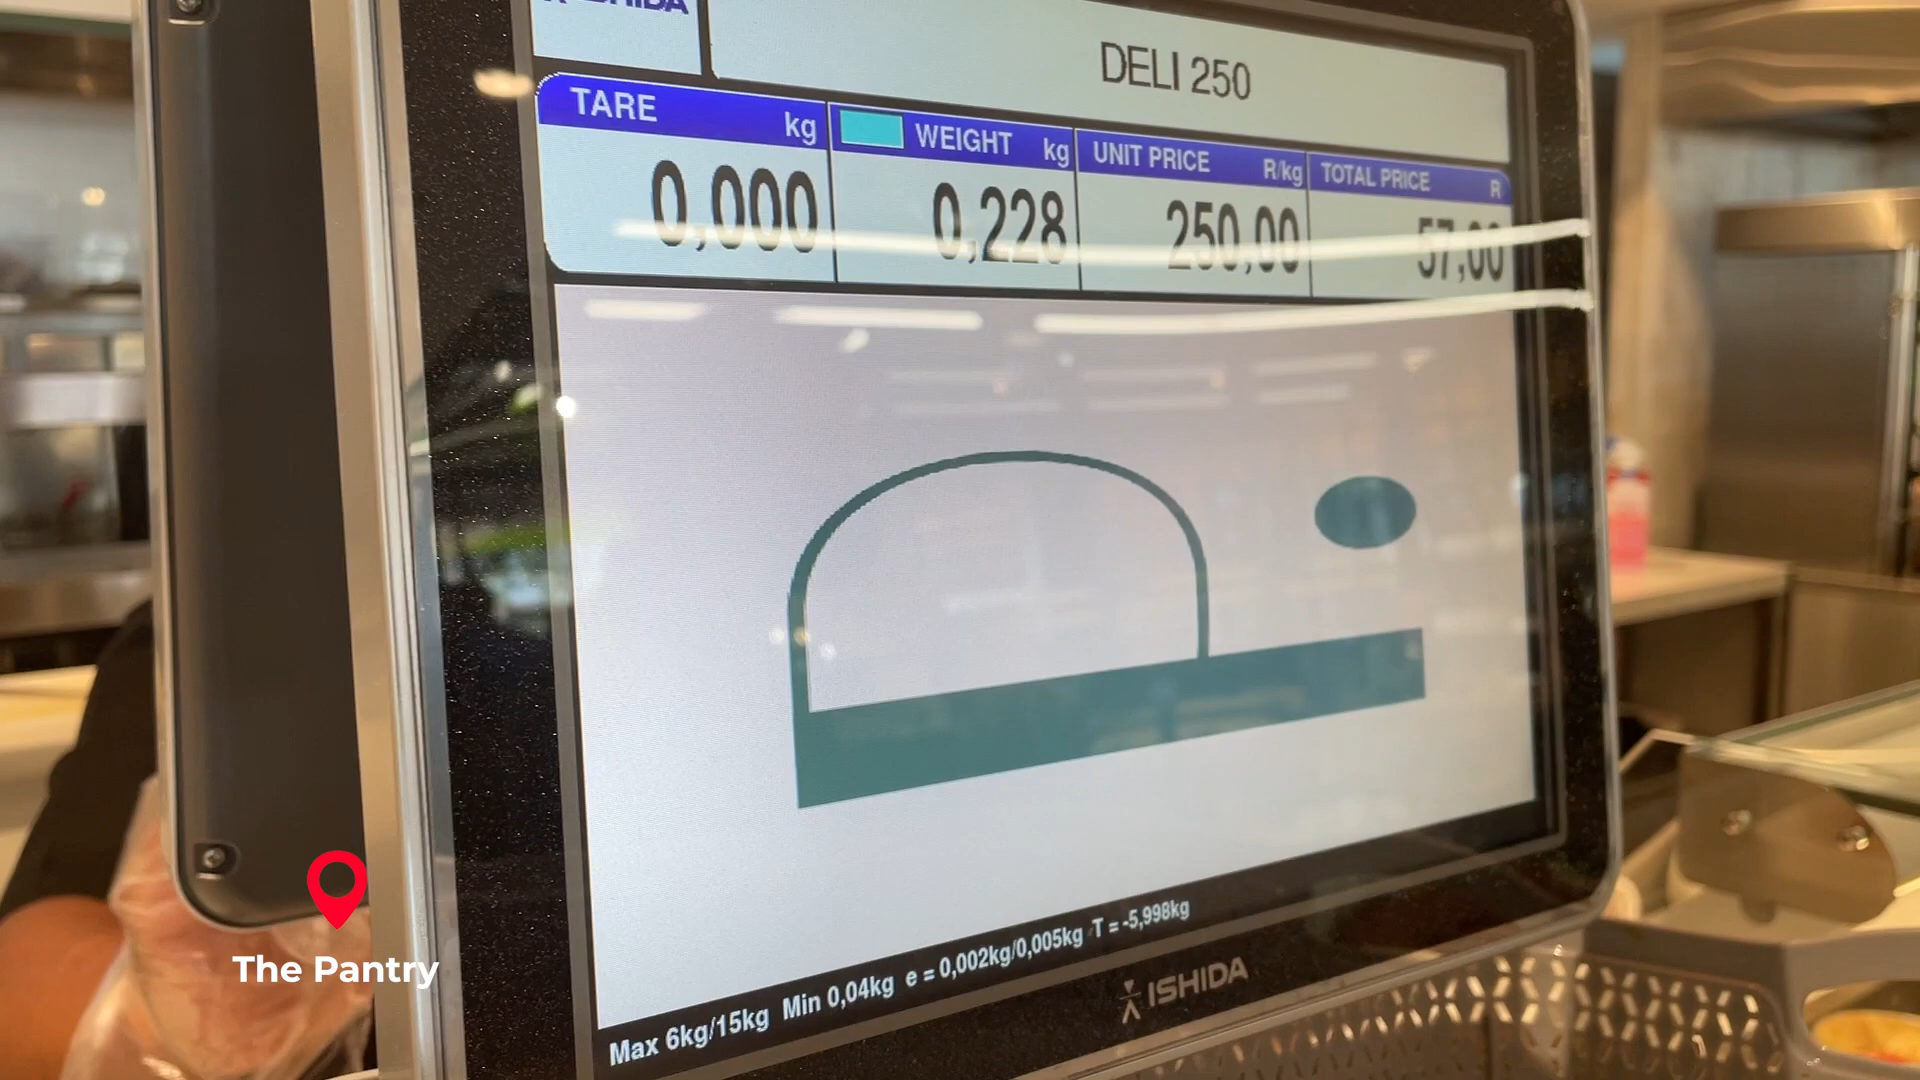 ISHIDA
DELI 250
TARE kg
WEIGHT kg
UNIT PRICE R/kg
TOTAL PRICE R
0,000
0,228
250,00
57,00
Max 6kg/15kg Min 0,04kg e = 0,002kg/0,005kg T = -5,998kg
ISHIDA
The Pantry